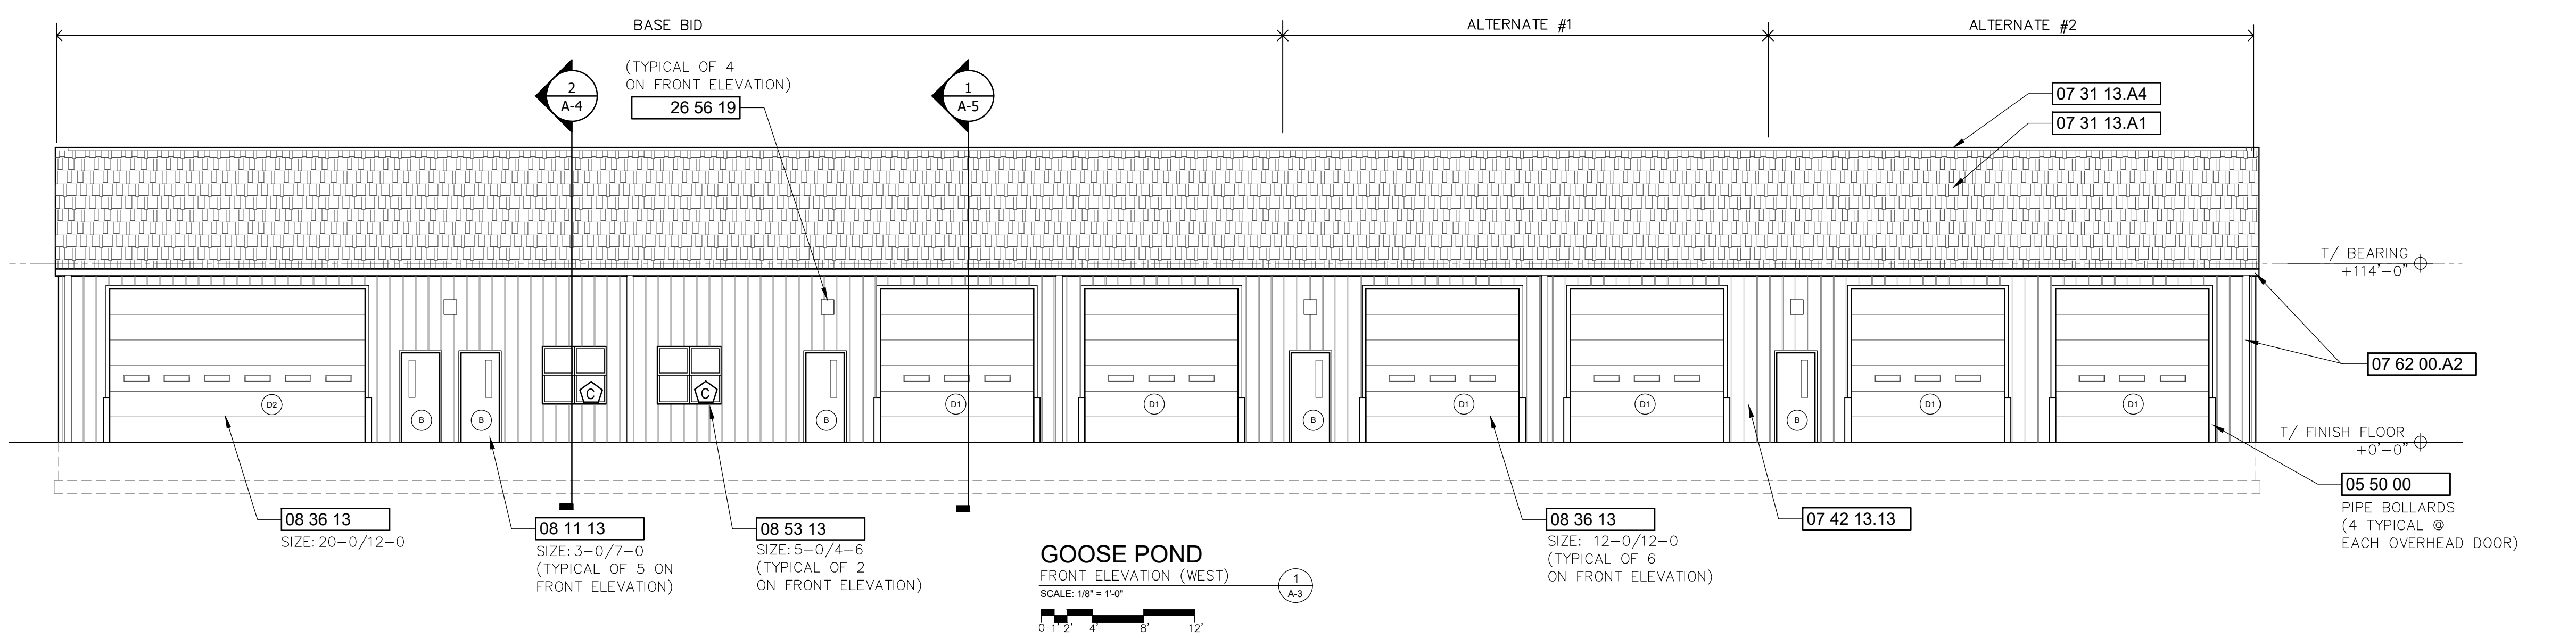 BASE BID
ALTERNATE #1
ALTERNATE #2
(TYPICAL OF 4
ON FRONT ELEVATION)
26 56 19
2
A-4
1
A-5
07 31 13.A4
07 31 13.A1
T/ BEARING
+114'-0"
07 62 00.A2
D2
B
B
C
C
B
D1
D1
B
D1
D1
B
D1
D1
T/ FINISH FLOOR
+0'-0"
08 36 13
SIZE: 20-0/12-0
08 11 13
SIZE: 3-0/7-0
(TYPICAL OF 5 ON
FRONT ELEVATION)
08 53 13
SIZE: 5-0/4-6
(TYPICAL OF 2
ON FRONT ELEVATION)
08 36 13
SIZE: 12-0/12-0
(TYPICAL OF 6
ON FRONT ELEVATION)
07 42 13.13
05 50 00
PIPE BOLLARDS
(4 TYPICAL @
EACH OVERHEAD DOOR)
GOOSE POND
FRONT ELEVATION (WEST)
SCALE: 1/8" = 1'-0"
1
A-3
0 1' 2' 4' 8' 12'